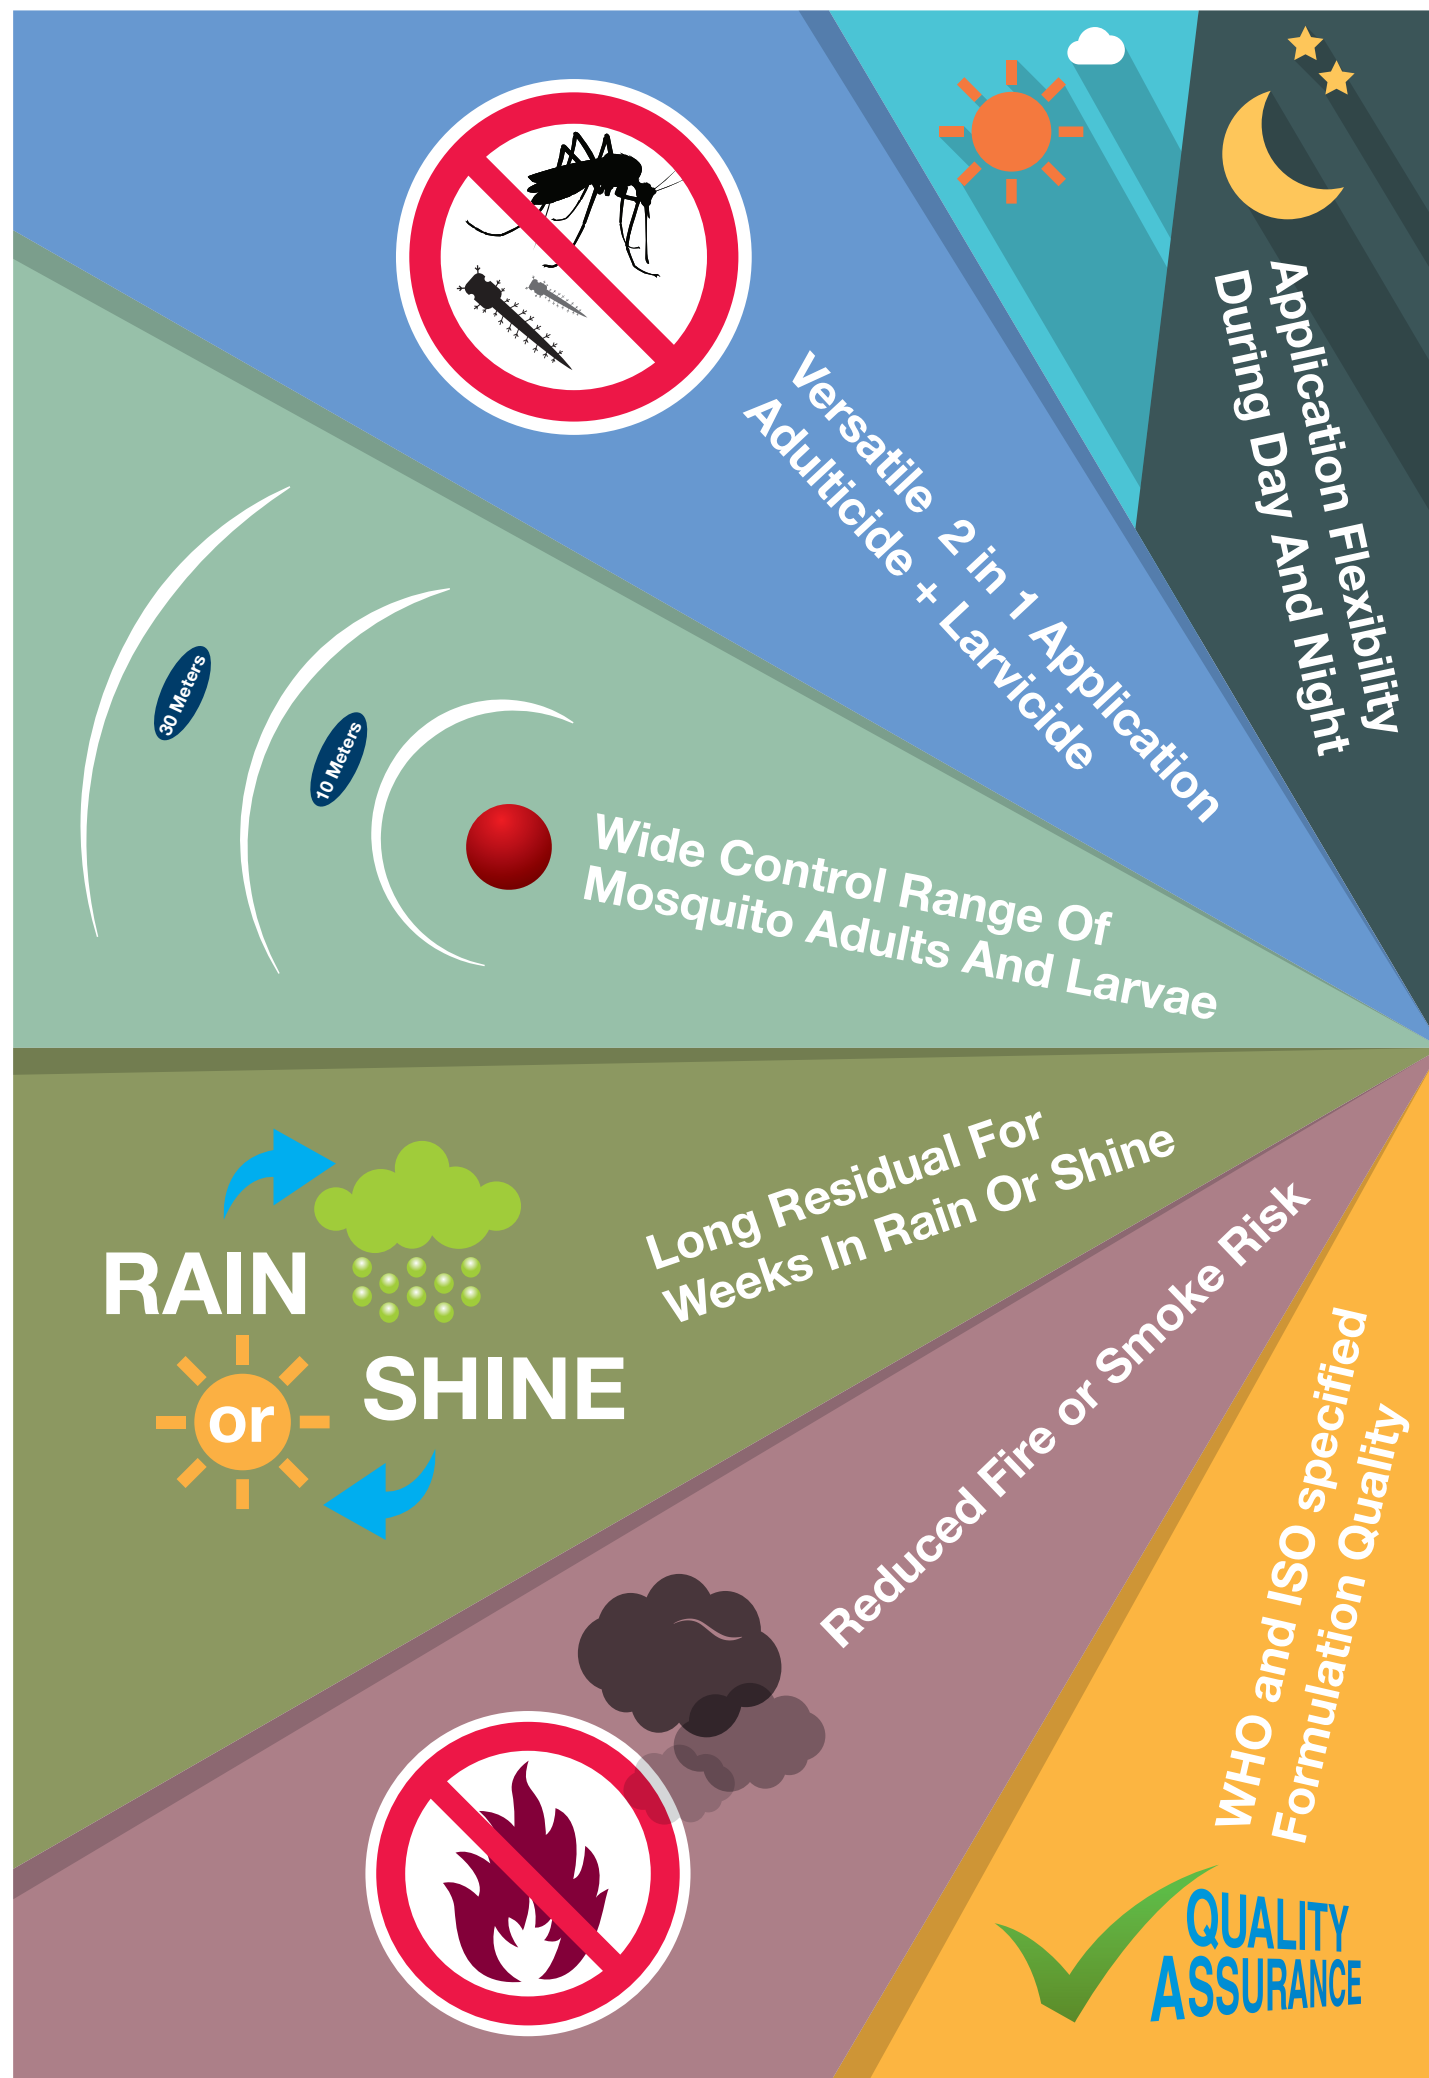 Application Flexibility
During Day And Night
Versatile 2 in 1 Application
Adulticide + Larvicide
30 Meters
10 Meters
Wide Control Range Of
Mosquito Adults And Larvae
RAIN
or
SHINE
Long Residual For
Weeks In Rain Or Shine
Reduced Fire or Smoke Risk
WHO and ISO specified
Formulation Quality
QUALITY
ASSURANCE